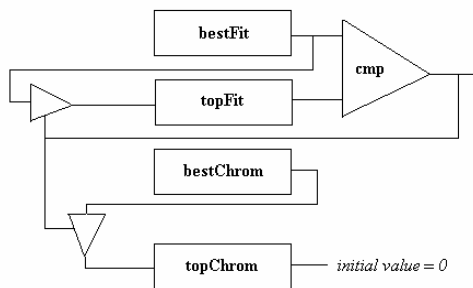 bestFit
cmp
topFit
bestChrom
topChrom
initial value = 0